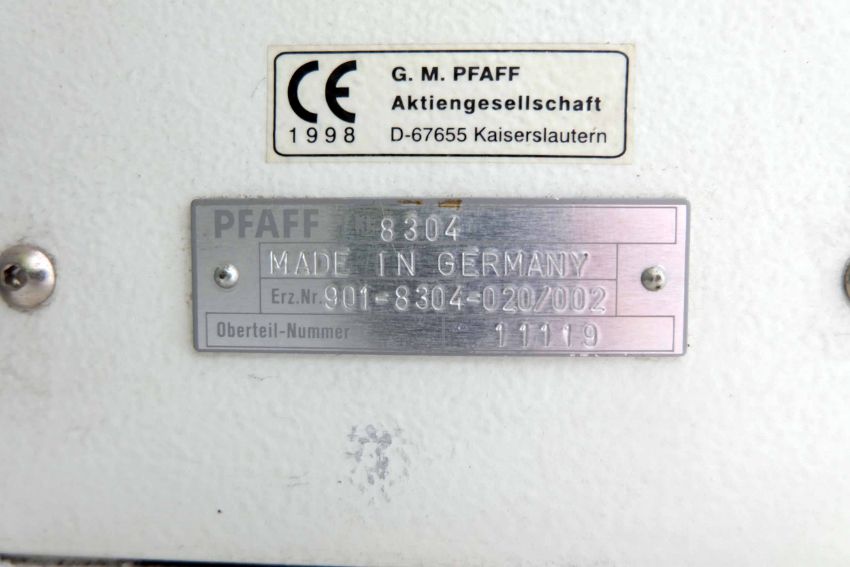 CE
1998
G. M. PFAFF
Aktiengesellschaft
D-67655 Kaiserslautern
PFAFF 8304
MADE IN GERMANY
Erz.Nr. 901-8304-020/002
Oberteil-Nummer 11119